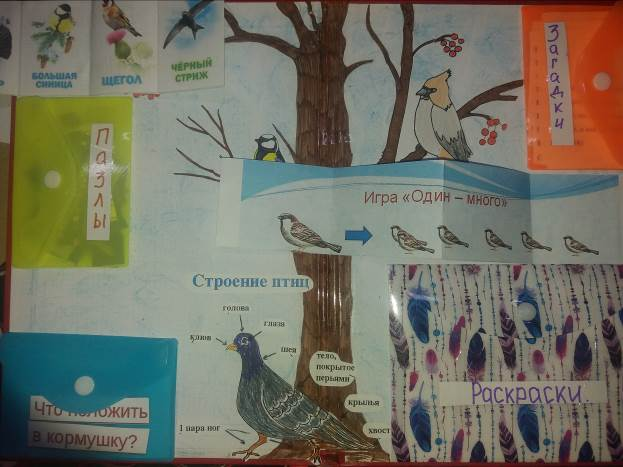 БОЛЬШАЯ
СИНИЦА
ЩЕГОЛ
ЧЁРНЫЙ
СТРИЖ
Загадки
Пазлы
Игра «Один – много»
Строение птиц
голова
глаза
клюв
шея
тело,
покрытое
перьями
крылья
1 пара ног
хвост
Что положить
в кормушку?
Раскраски.